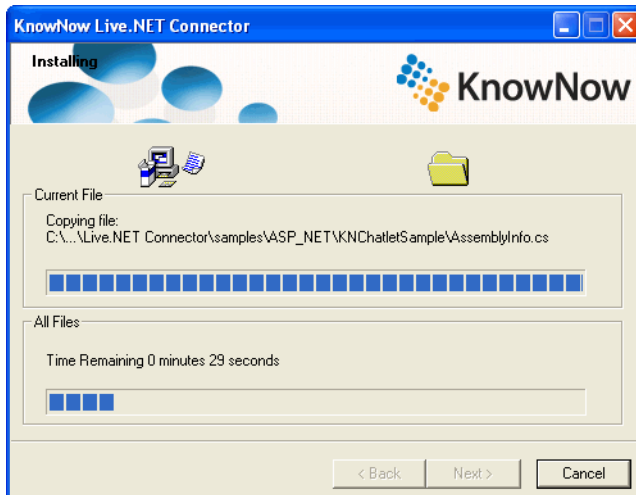 KnowNow Live.NET Connector
Installing
KnowNow
Current File
Copying file:
C:\...\Live.NET Connector\samples\ASP_NET\KNChatletSample\AssemblyInfo.cs
All Files
Time Remaining 0 minutes 29 seconds
< Back Next > Cancel